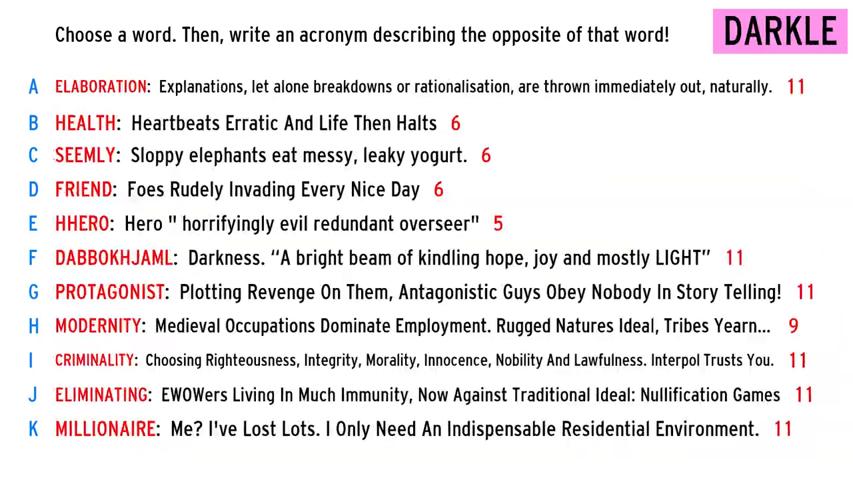 Choose a word. Then, write an acronym describing the opposite of that word!
DARKLE
A ELABORATION: Explanations, let alone breakdowns or rationalisation, are thrown immediately out, naturally. 11
B HEALTH: Heartbeats Erratic And Life Then Halts 6
C SEEMLY: Sloppy elephants eat messy, leaky yogurt. 6
D FRIEND: Foes Rudely Invading Every Nice Day 6
E HHERO: Hero " horrifyingly evil redundant overseer" 5
F DABBOKHJAML: Darkness. “A bright beam of kindling hope, joy and mostly LIGHT” 11
G PROTAGONIST: Plotting Revenge On Them, Antagonistic Guys Obey Nobody In Story Telling! 11
H MODERNITY: Medieval Occupations Dominate Employment. Rugged Natures Ideal, Tribes Yearn... 9
I CRIMINALITY: Choosing Righteousness, Integrity, Morality, Innocence, Nobility And Lawfulness. Interpol Trusts You. 11
J ELIMINATING: EWOWers Living In Much Immunity, Now Against Traditional Ideal: Nullification Games 11
K MILLIONAIRE: Me? I've Lost Lots. I Only Need An Indispensable Residential Environment. 11